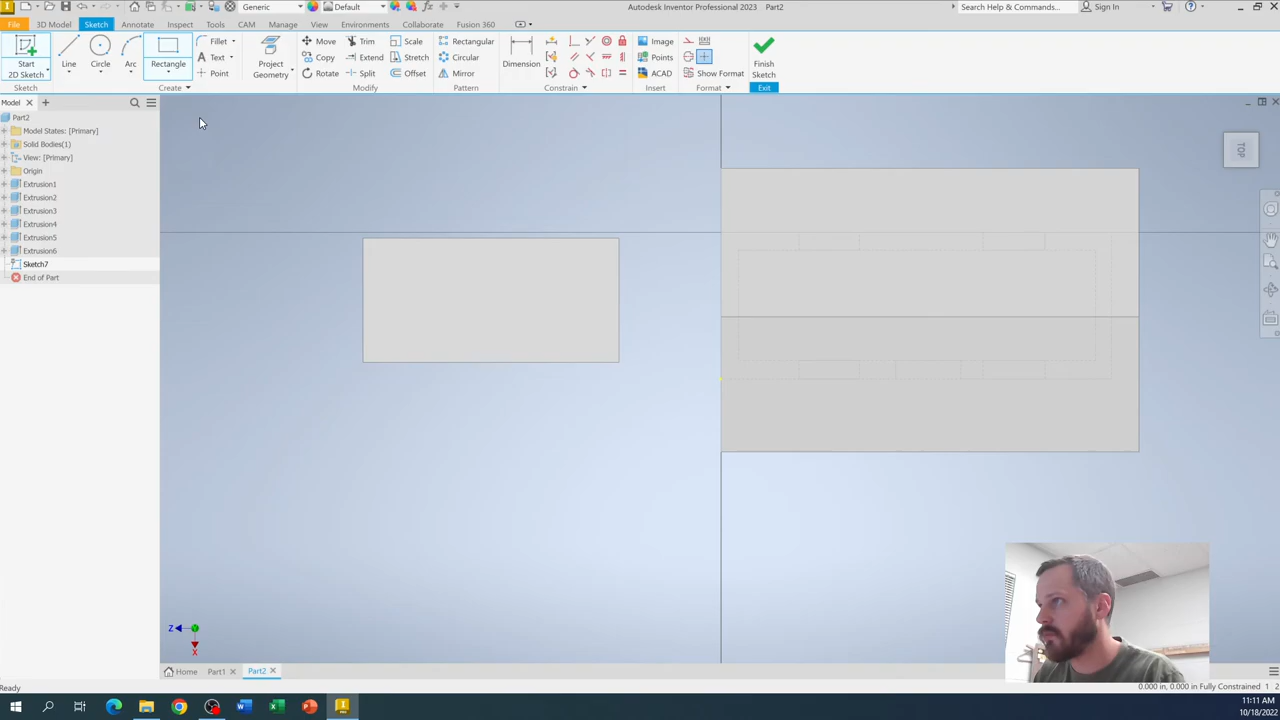 Generic
Default
Autodesk Inventor Professional 2023 Part2
Search Help & Commands...
Sign In
File
3D Model
Sketch
Annotate
Inspect
Tools
CAM
Manage
View
Environments
Collaborate
Fusion 360
Start
2D Sketch
Line
Circle
Arc
Rectangle
Fillet
Text
Point
Project
Geometry
Move
Copy
Rotate
Trim
Extend
Split
Scale
Stretch
Offset
Rectangular
Circular
Mirror
Dimension
Image
Points
ACAD
Show Format
Finish
Sketch
Sketch
Create
Modify
Pattern
Constrain
Insert
Format
Exit
Model
Part2
Model States: [Primary]
Solid Bodies(1)
View: [Primary]
Origin
Extrusion1
Extrusion2
Extrusion3
Extrusion4
Extrusion5
Extrusion6
Sketch7
End of Part
TOP
Z
X
Home
Part1
Part2
Ready
0.000 in, 0.000 in Fully Constrained 1 2
11:11 AM
10/18/2022